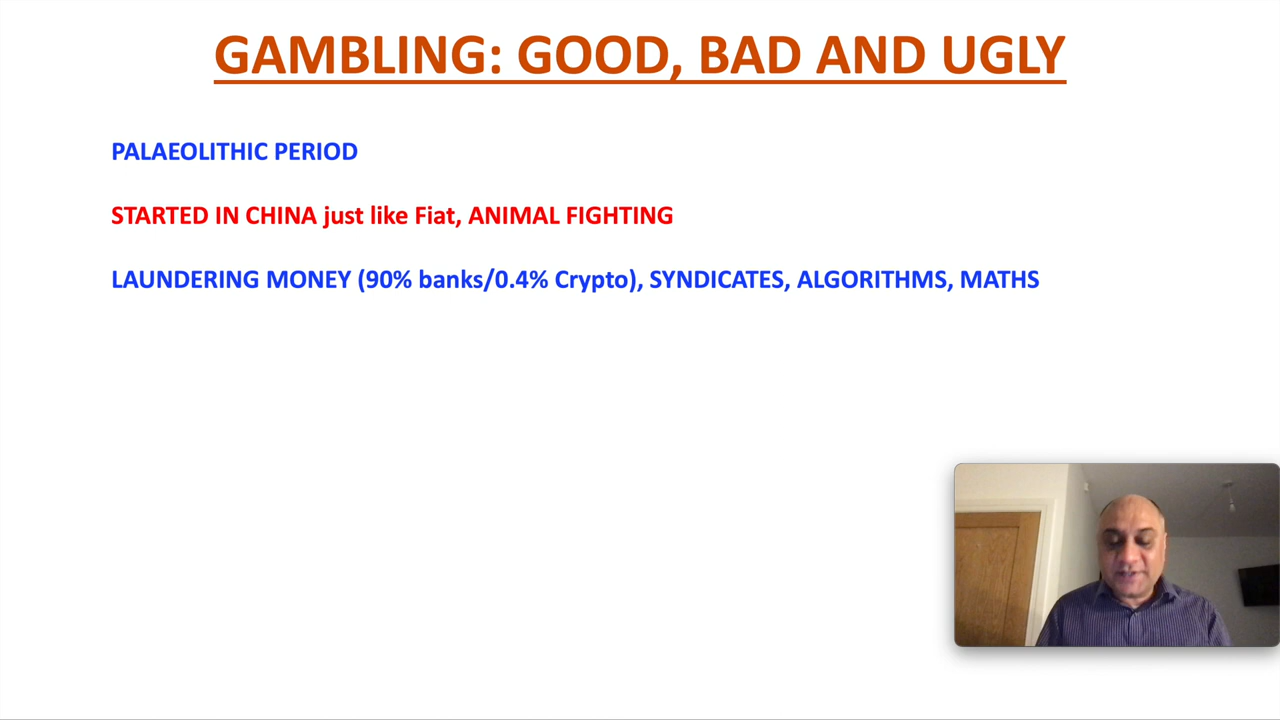 GAMBLING: GOOD, BAD AND UGLY
PALAEOLITHIC PERIOD
STARTED IN CHINA just like Fiat, ANIMAL FIGHTING
LAUNDERING MONEY (90% banks/0.4% Crypto), SYNDICATES, ALGORITHMS, MATHS